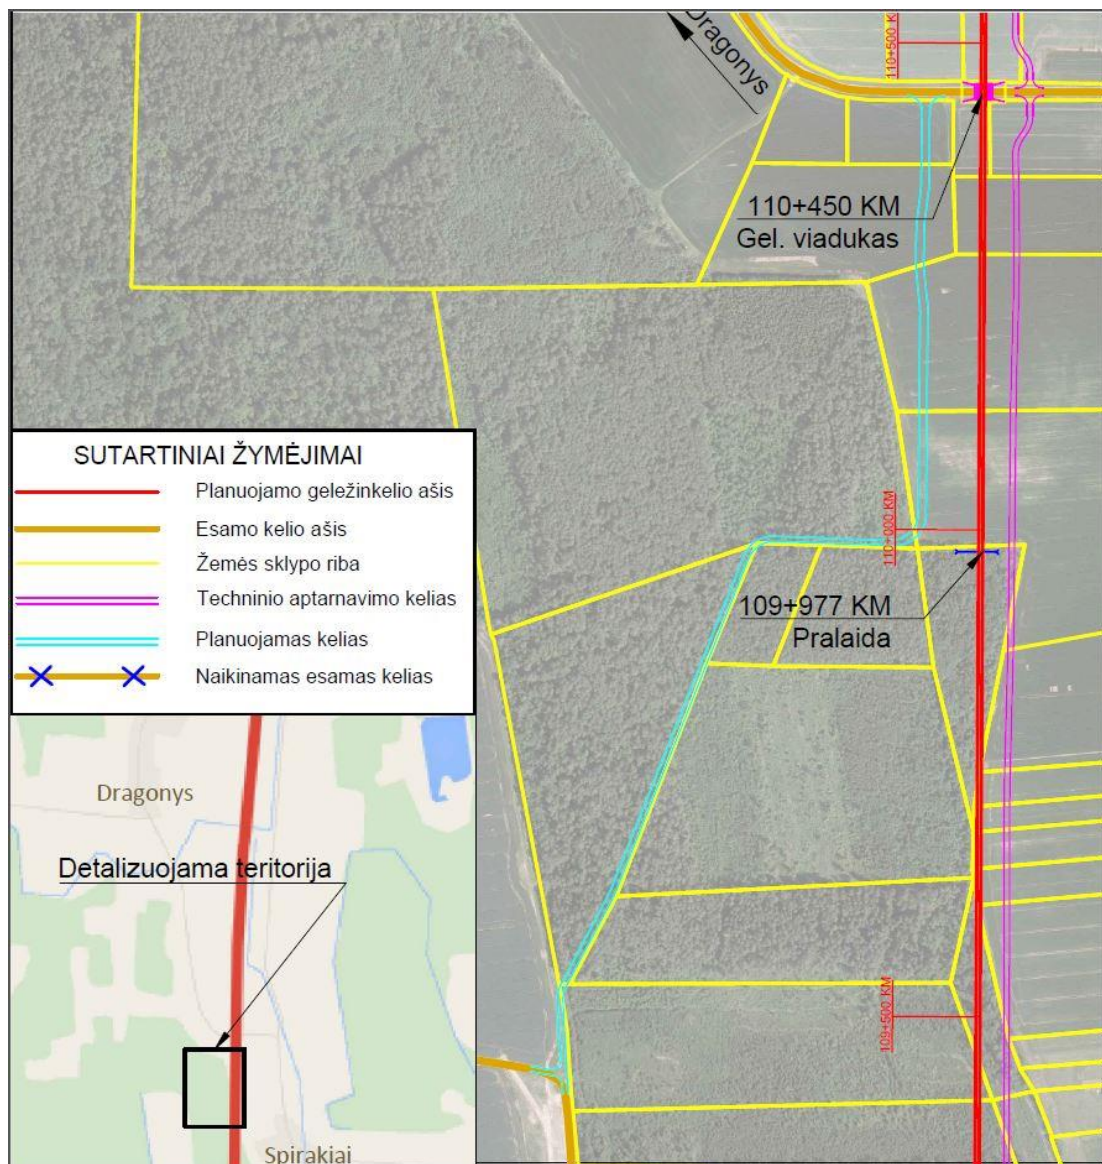 Dragonys
110+500 K
110+450 KM
Gel. viadukas
SUTARTINIAI ŽYMĖJIMAI
Planuojamo geležinkelio ašis
Esamo kelio ašis
Žemės sklypo riba
Techninio aptarnavimo kelias
Planuojamas kelias
Naikinamas esamas kelias
110+000 KM
109+977 KM
Pralaida
Dragonys
Detalizuojama teritorija
109+500 KM
Spirakiai